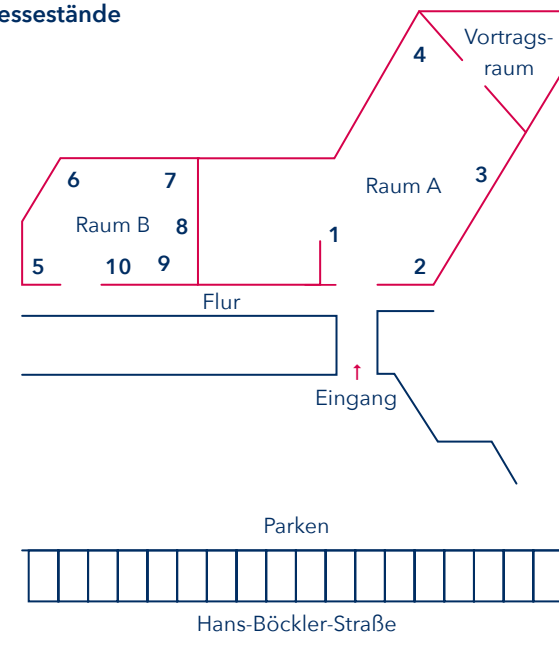 essestände
Vortrags-
raum
4
3
Raum A
6
7
Raum B
8
1
5
10
9
2
Flur
↑
Eingang
Parken
Hans-Böckler-Straße